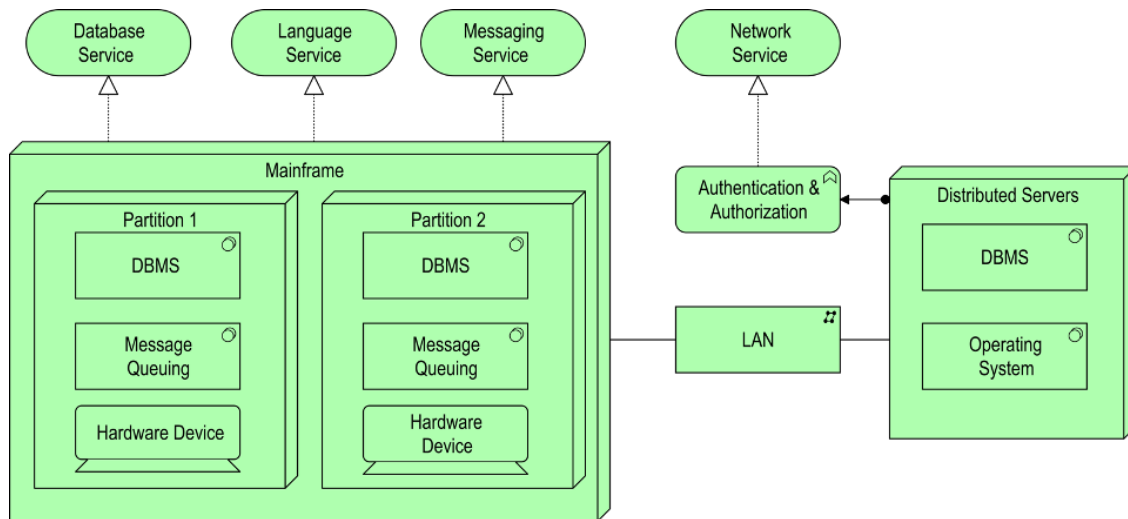 Database
Service
Language
Service
Messaging
Service
Network
Service
Mainframe
Partition 1
DBMS
Message
Queuing
Hardware Device
Partition 2
DBMS
Message
Queuing
Hardware
Device
Authentication &
Authorization
LAN
Distributed Servers
DBMS
Operating
System